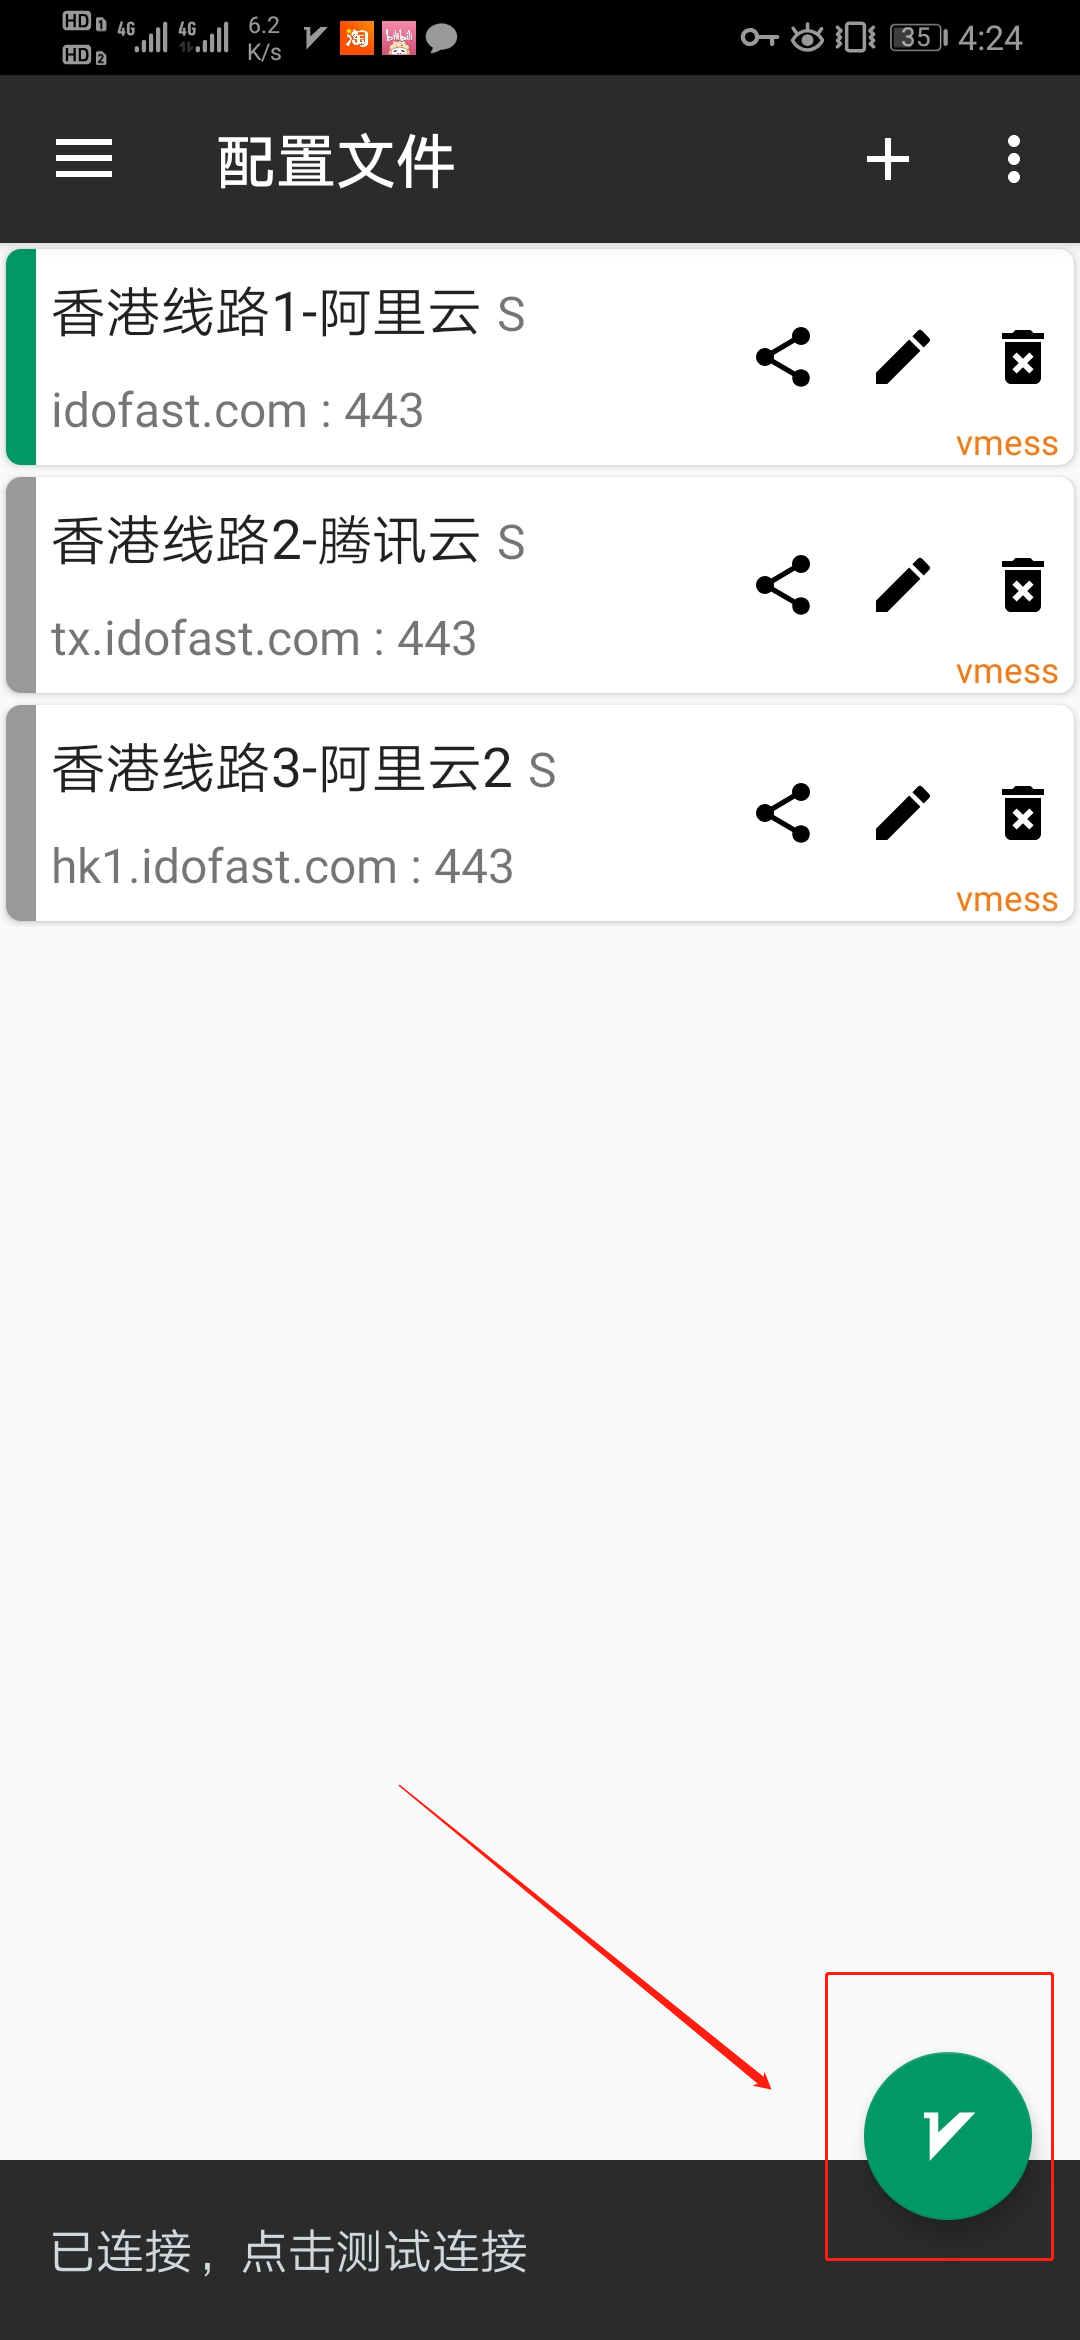 HD 1 4G 4G 6.2 淘 bilibili 35 4:24
HD 2 K/s
配置文件
香港线路1-阿里云 S
idofast.com : 443
vmess
香港线路2-腾讯云 S
tx.idofast.com : 443
vmess
香港线路3-阿里云2 S
hk1.idofast.com : 443
vmess
已连接，点击测试连接